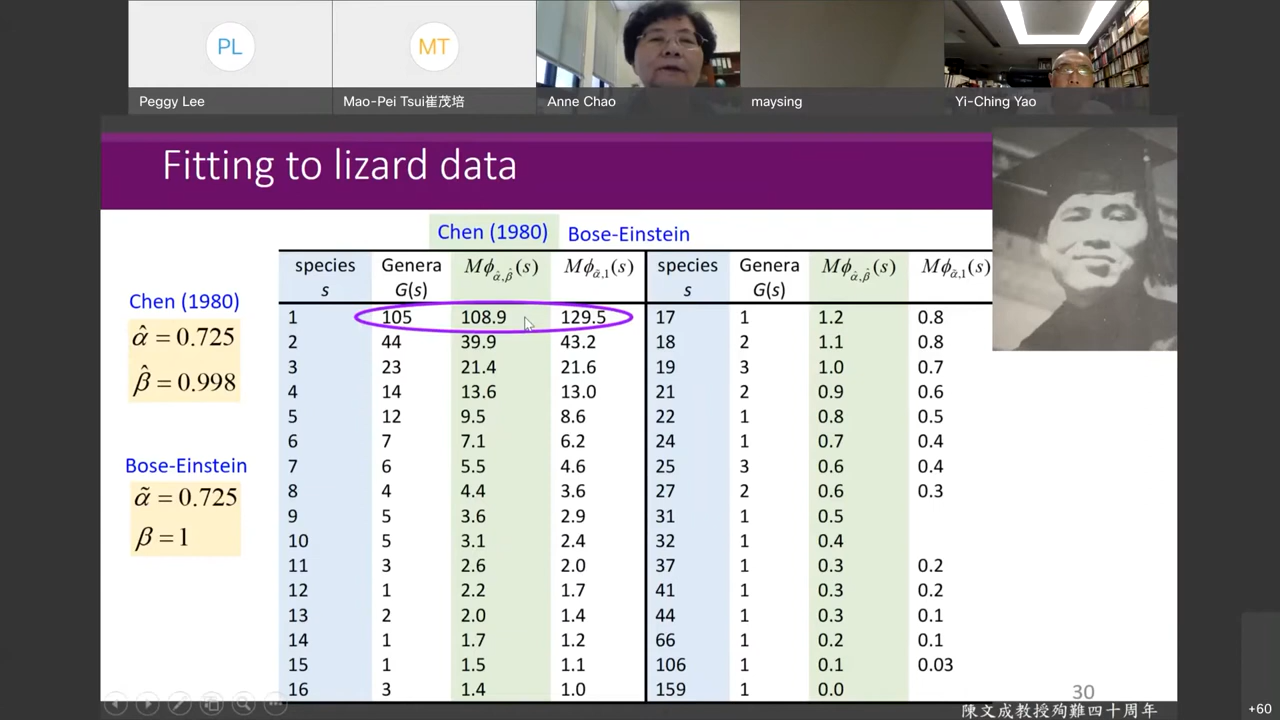 PL
MT
Peggy Lee
Mao-Pei Tsui崔茂培
Anne Chao
maysing
Yi-Ching Yao
Fitting to lizard data
Chen (1980) Bose-Einstein
species s Genera G(s) Mϕα̂,β̂(s) Mϕα̃,1(s) species s Genera G(s) Mϕα̂,β̂(s) Mϕα̃,1(s)
1 105 108.9 129.5 17 1 1.2 0.8
2 44 39.9 43.2 18 2 1.1 0.8
3 23 21.4 21.6 19 3 1.0 0.7
4 14 13.6 13.0 21 2 0.9 0.6
5 12 9.5 8.6 22 1 0.8 0.5
6 7 7.1 6.2 24 1 0.7 0.4
7 6 5.5 4.6 25 3 0.6 0.4
8 4 4.4 3.6 27 2 0.6 0.3
9 5 3.6 2.9 31 1 0.5
10 5 3.1 2.4 32 1 0.4
11 3 2.6 2.0 37 1 0.3 0.2
12 1 2.2 1.7 41 1 0.3 0.2
13 2 2.0 1.4 44 1 0.3 0.1
14 1 1.7 1.2 66 1 0.2 0.1
15 1 1.5 1.1 106 1 0.1 0.03
16 3 1.4 1.0 159 1 0.0
Chen (1980)
α̂ = 0.725
β̂ = 0.998
Bose-Einstein
α̃ = 0.725
β = 1
30
陳文成教授殉難四十周年
+60